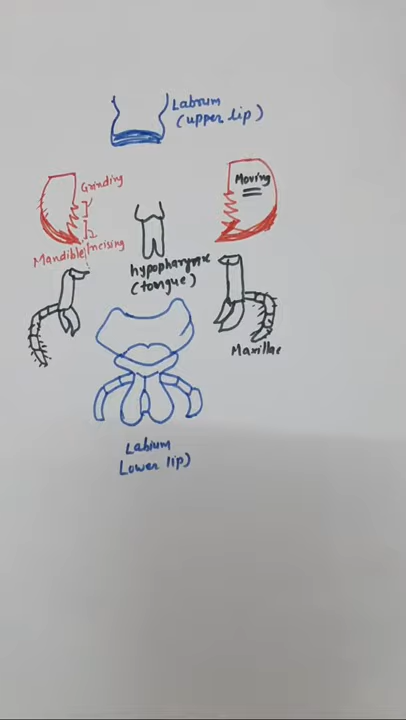 Labrum
(upper lip)
Grinding
Moving
Mandible
Incising
hypopharynx
(tongue)
Maxillae
Labium
Lower lip)